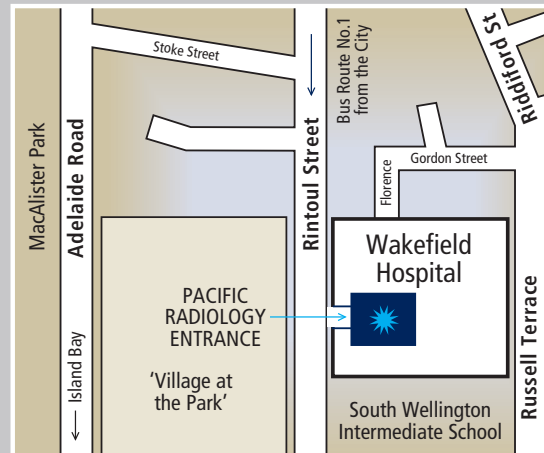 Stoke Street
Bus Route No.1
from the City
Riddiford St
MacAlister Park
Adelaide Road
Rintoul Street
Florence
Gordon Street
Wakefield
Hospital
PACIFIC
RADIOLOGY
ENTRANCE
Russell Terrace
Island Bay
'Village at
the Park'
South Wellington
Intermediate School